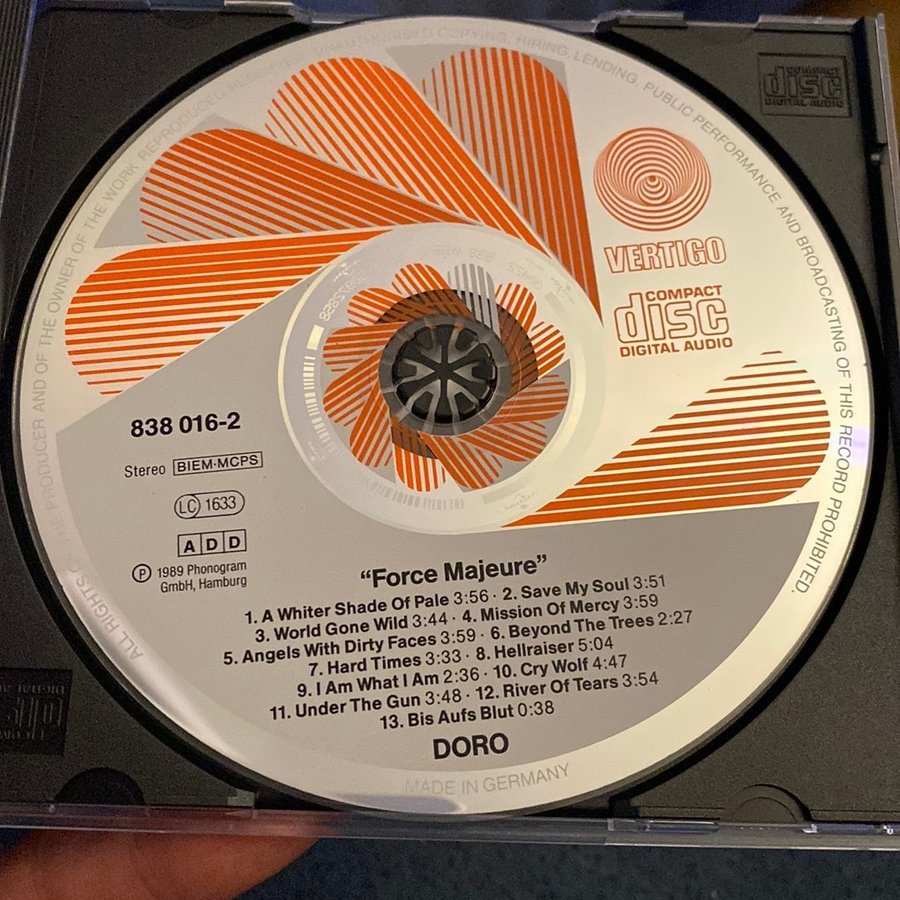 ALL RIGHTS OF THE PRODUCER AND OF THE OWNER OF THE WORK REPRODUCED RESERVED. UNAUTHORISED COPYING, HIRING, LENDING, PUBLIC PERFORMANCE AND BROADCASTING OF THIS RECORD PROHIBITED.
COMPACT
disc
DIGITAL AUDIO
VERTIGO
COMPACT
disc
DIGITAL AUDIO
838 016-2
Stereo BIEM·MCPS
LC 1633
ADD
Ⓟ 1989 Phonogram
GmbH, Hamburg
“Force Majeure”
1. A Whiter Shade Of Pale 3:56 · 2. Save My Soul 3:51
3. World Gone Wild 3:44 · 4. Mission Of Mercy 3:59
5. Angels With Dirty Faces 3:59 · 6. Beyond The Trees 2:27
7. Hard Times 3:33 · 8. Hellraiser 5:04
9. I Am What I Am 2:36 · 10. Cry Wolf 4:47
11. Under The Gun 3:48 · 12. River Of Tears 3:54
13. Bis Aufs Blut 0:38
DORO
MADE IN GERMANY